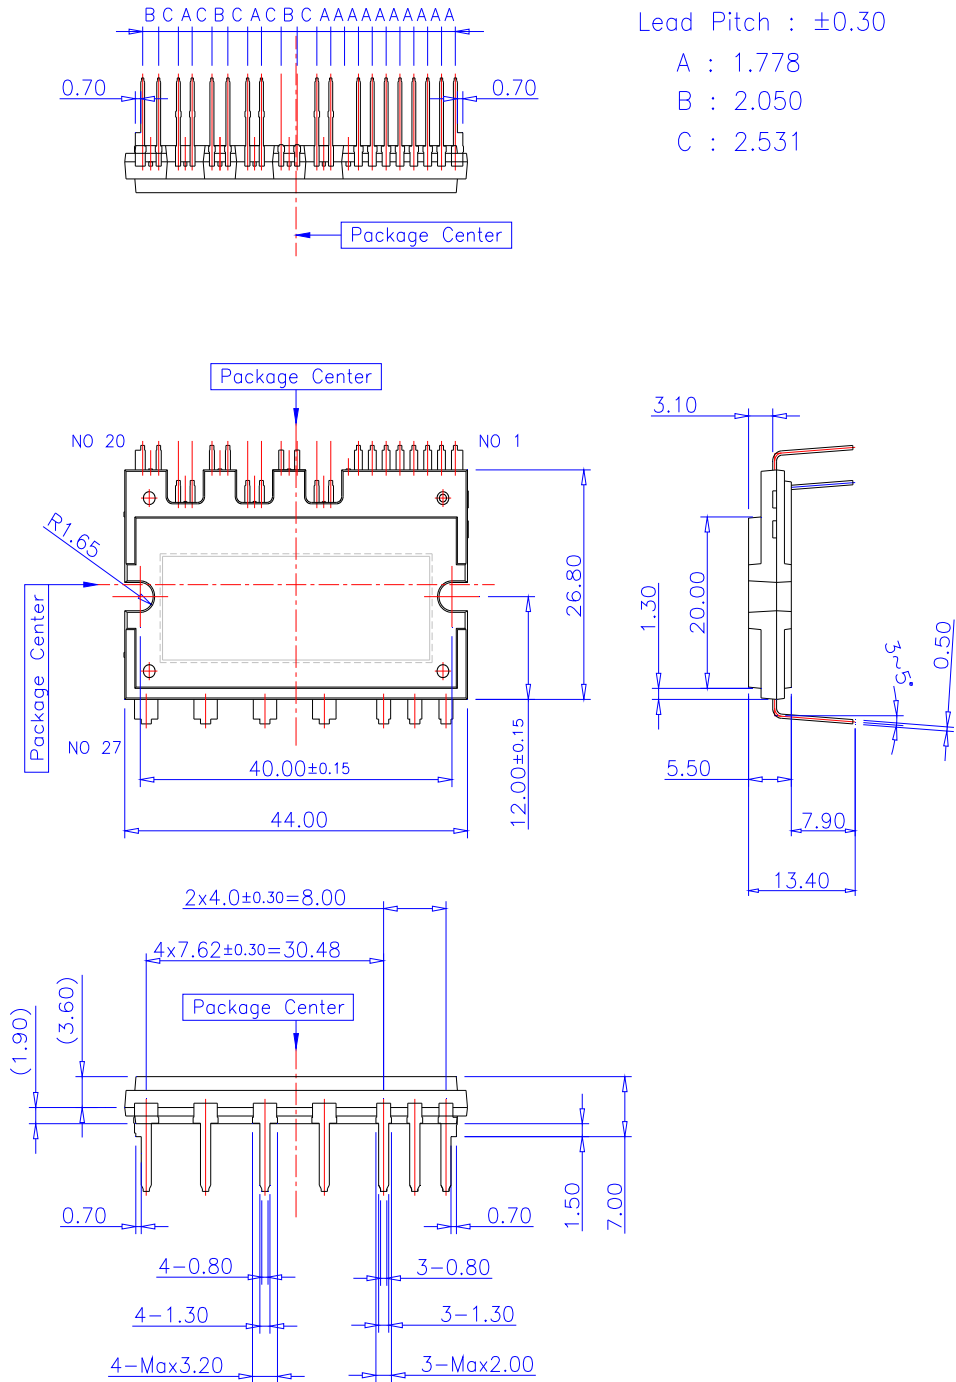 B C A C B C A C B C A A A A A A A A A
Lead Pitch : ±0.30
A : 1.778
B : 2.050
C : 2.531
0.70
0.70
Package Center
Package Center
NO 20
NO 1
3.10
R1.65
Package Center
26.80
1.30
20.00
3~5°
0.50
NO 27
40.00±0.15
12.00±0.15
44.00
5.50
7.90
13.40
2x4.0±0.30=8.00
4x7.62±0.30=30.48
Package Center
(3.60)
(1.90)
1.50
7.00
0.70
0.70
4-0.80
3-0.80
4-1.30
3-1.30
4-Max3.20
3-Max2.00